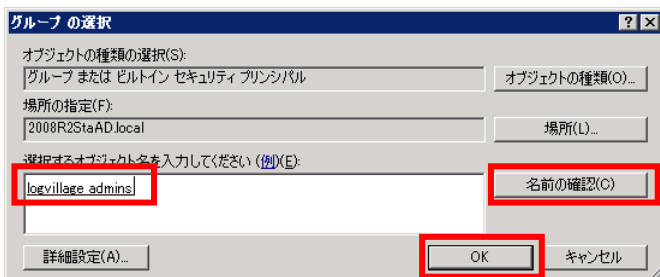 グループ の選択
オブジェクトの種類の選択(S):
グループ または ビルトイン セキュリティ プリンシパル
オブジェクトの種類(O)...
場所の指定(F):
2008R2StaAD.local
場所(L)...
選択するオブジェクト名を入力してください (例)(E):
logvillage admins
名前の確認(C)
詳細設定(A)...
OK
キャンセル